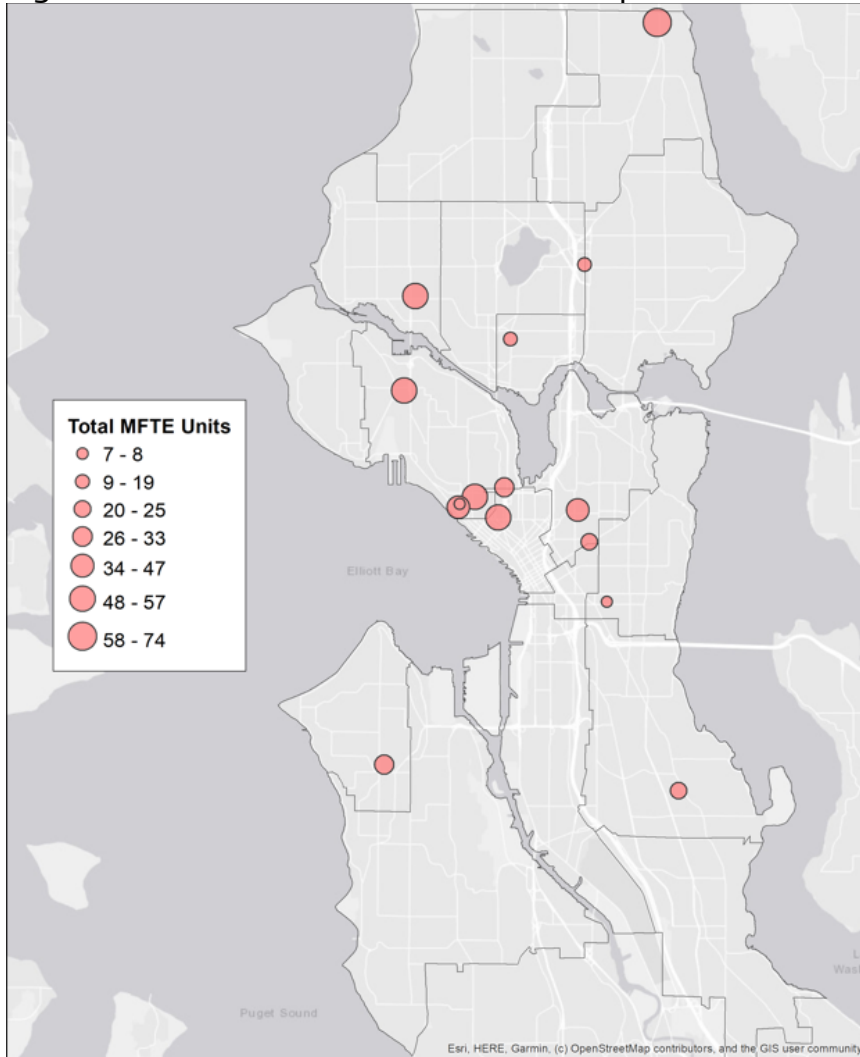 Total MFTE Units
7 - 8
9 - 19
20 - 25
26 - 33
34 - 47
48 - 57
58 - 74
Elliott Bay
Puget Sound
Esri, HERE, Garmin, (c) OpenStreetMap contributors, and the GIS user community